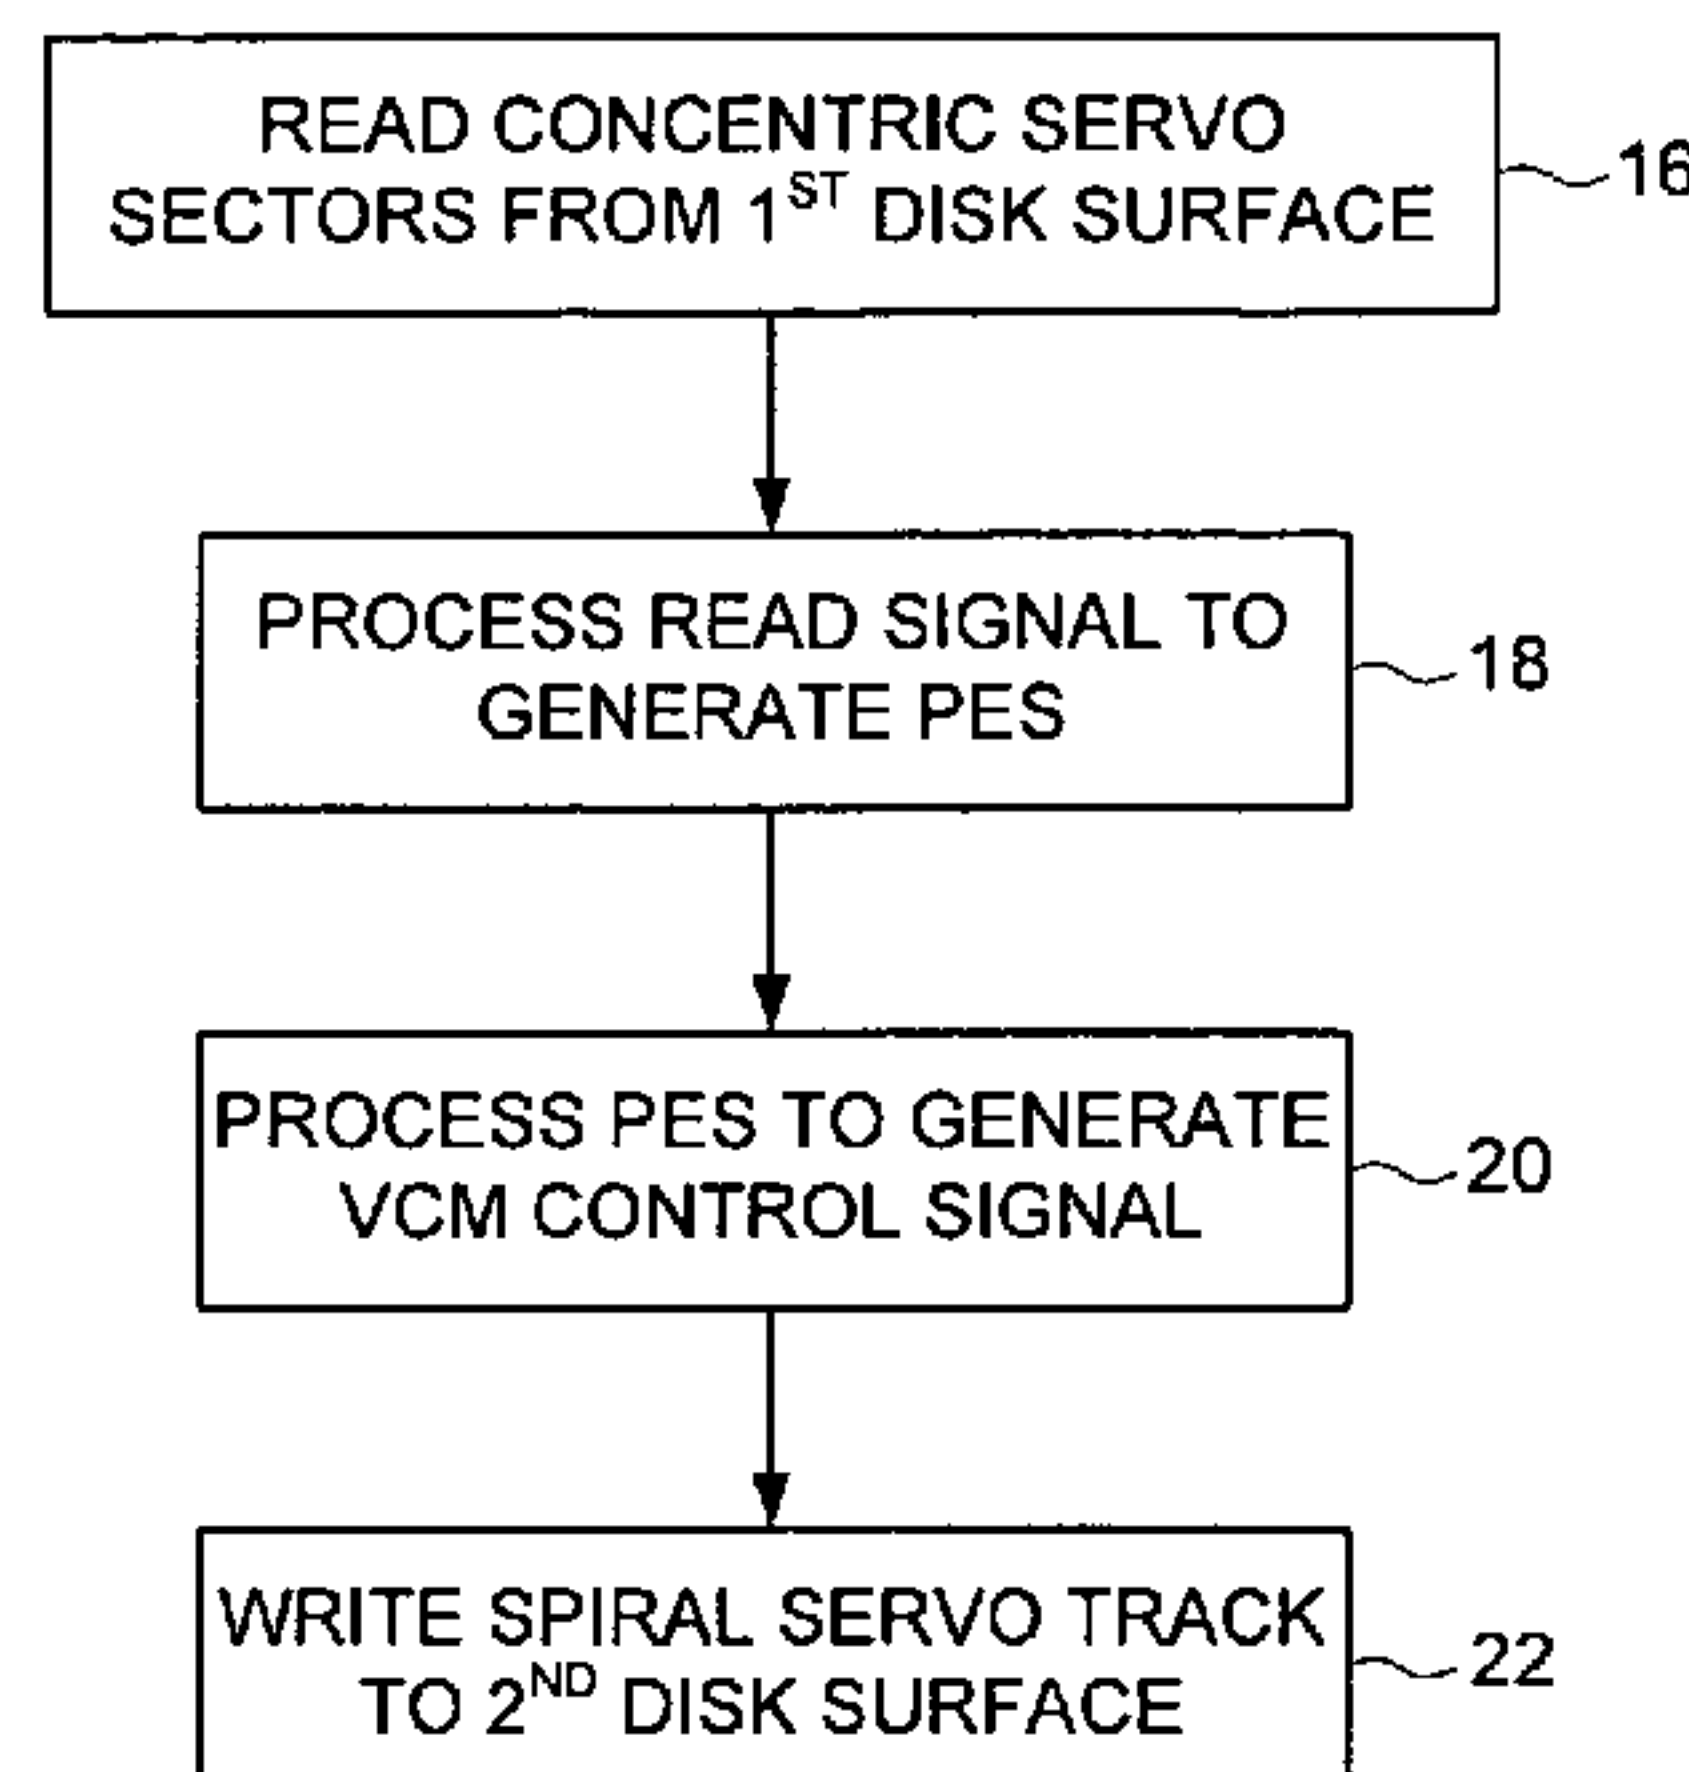 READ CONCENTRIC SERVO
SECTORS FROM 1ST DISK SURFACE
16
PROCESS READ SIGNAL TO
GENERATE PES
18
PROCESS PES TO GENERATE
VCM CONTROL SIGNAL
20
WRITE SPIRAL SERVO TRACK
TO 2ND DISK SURFACE
22